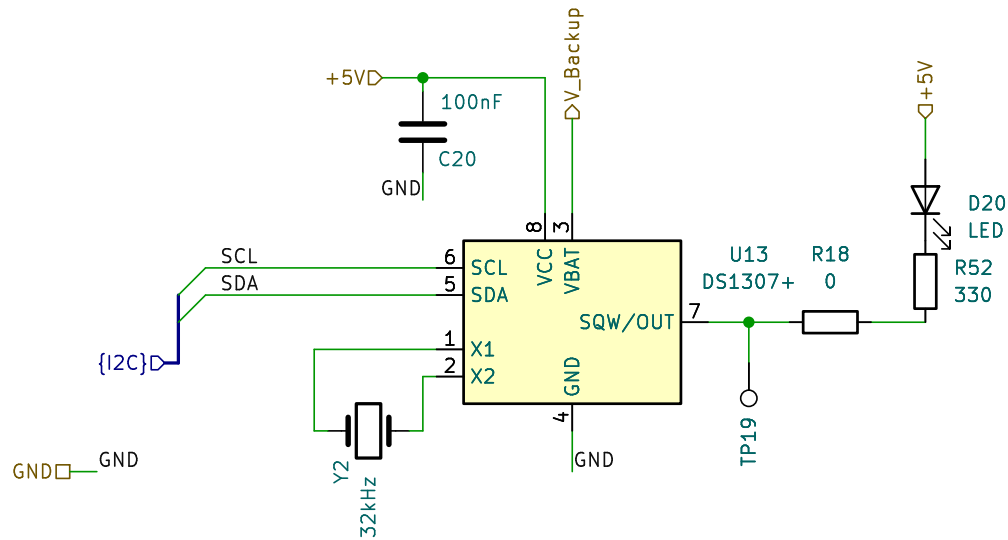 V_Backup
+5V
+5V
100nF
C20
GND
8
3
D20
LED
SCL
6
SCL
VCC
VBAT
U13
R18
R52
SDA
5
SDA
DS1307+
0
330
7
SQW/OUT
1
X1
{I2C}
2
X2
GND
4
TP19
GND
GND
GND
Y2
32kHz